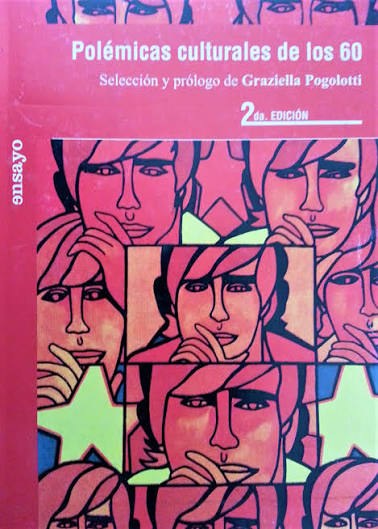 Polémicas culturales de los 60
Selección y prólogo de Graziella Pogolotti
2da. EDICIÓN
ensayo